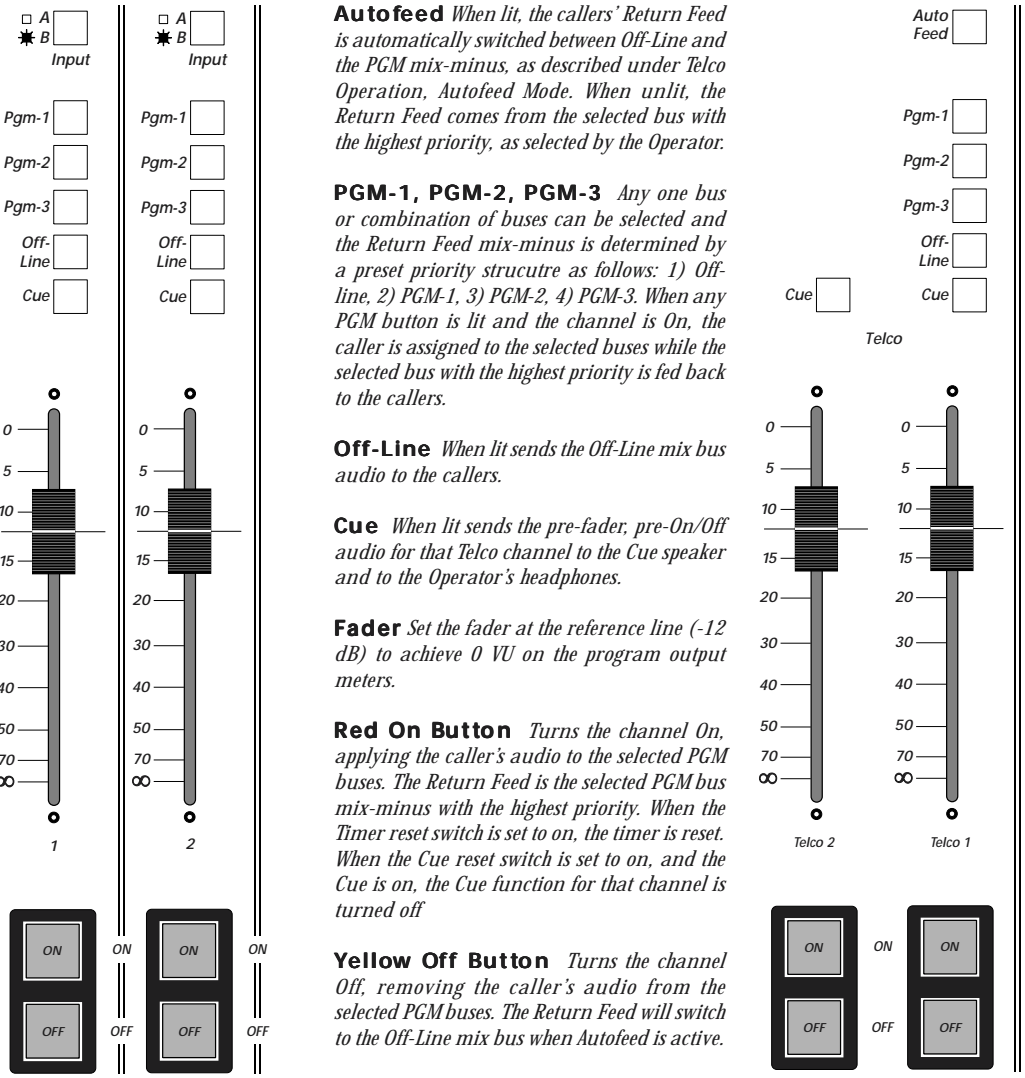 A
B
Input
Pgm-1
Pgm-2
Pgm-3
Off-
Line
Cue
0
5
10
15
20
30
40
50
70
∞
1
ON
OFF
ON
OFF
A
B
Input
Pgm-1
Pgm-2
Pgm-3
Off-
Line
Cue
0
5
10
15
20
30
40
50
70
∞
2
ON
OFF
ON
OFF
Autofeed When lit, the callers' Return Feed
is automatically switched between Off-Line and
the PGM mix-minus, as described under Telco
Operation, Autofeed Mode. When unlit, the
Return Feed comes from the selected bus with
the highest priority, as selected by the Operator.
PGM-1, PGM-2, PGM-3 Any one bus
or combination of buses can be selected and
the Return Feed mix-minus is determined by
a preset priority strucutre as follows: 1) Off-
line, 2) PGM-1, 3) PGM-2, 4) PGM-3. When any
PGM button is lit and the channel is On, the
caller is assigned to the selected buses while the
selected bus with the highest priority is fed back
to the callers.
Off-Line When lit sends the Off-Line mix bus
audio to the callers.
Cue When lit sends the pre-fader, pre-On/Off
audio for that Telco channel to the Cue speaker
and to the Operator's headphones.
Fader Set the fader at the reference line (-12
dB) to achieve 0 VU on the program output
meters.
Red On Button Turns the channel On,
applying the caller's audio to the selected PGM
buses. The Return Feed is the selected PGM bus
mix-minus with the highest priority. When the
Timer reset switch is set to on, the timer is reset.
When the Cue reset switch is set to on, and the
Cue is on, the Cue function for that channel is
turned off
Yellow Off Button Turns the channel
Off, removing the caller's audio from the
selected PGM buses. The Return Feed will switch
to the Off-Line mix bus when Autofeed is active.
Auto
Feed
Pgm-1
Pgm-2
Pgm-3
Off-
Line
Cue
Cue
Telco
0
5
10
15
20
30
40
50
70
∞
Telco 2
ON
OFF
ON
OFF
0
5
10
15
20
30
40
50
70
∞
Telco 1
ON
OFF